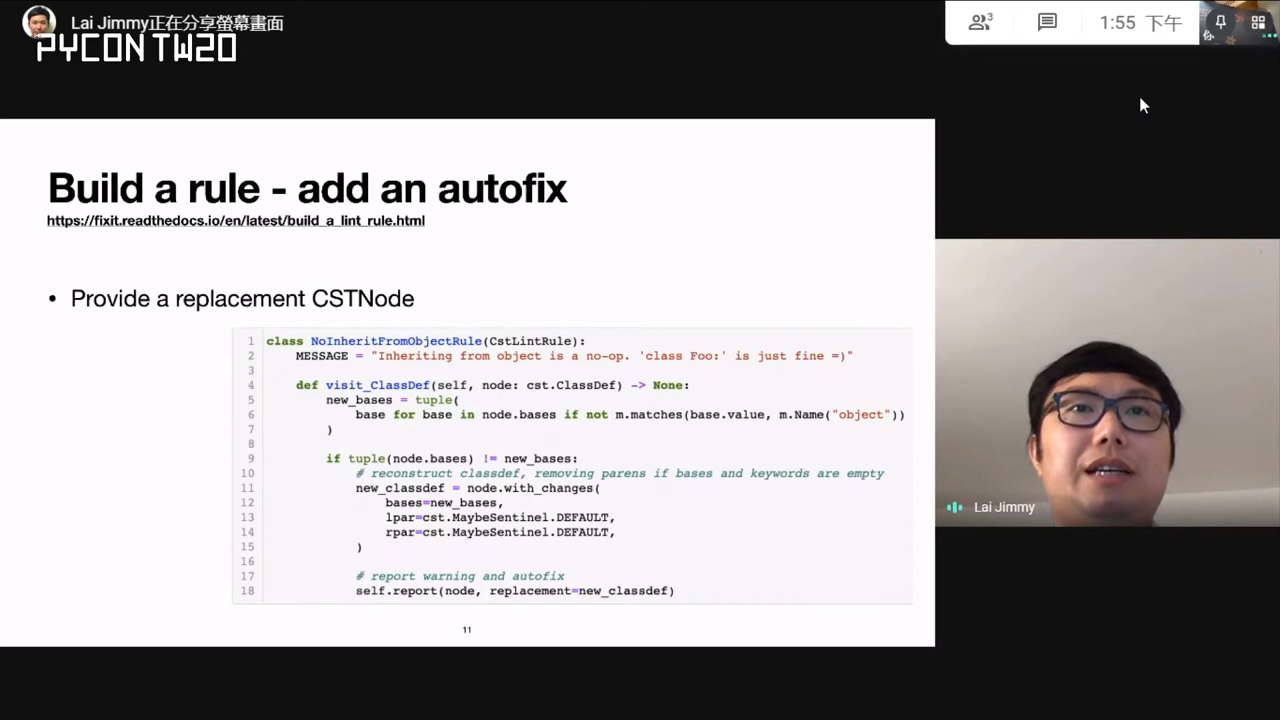 Lai Jimmy正在分享螢幕畫面
PYCON TW20
3
1:55 下午
你
Build a rule - add an autofix
https://fixit.readthedocs.io/en/latest/build_a_lint_rule.html
• Provide a replacement CSTNode
1 class NoInheritFromObjectRule(CstLintRule):
2 MESSAGE = "Inheriting from object is a no-op. 'class Foo:' is just fine =)"
3
4 def visit_ClassDef(self, node: cst.ClassDef) -> None:
5 new_bases = tuple(
6 base for base in node.bases if not m.matches(base.value, m.Name("object"))
7 )
8
9 if tuple(node.bases) != new_bases:
10 # reconstruct classdef, removing parens if bases and keywords are empty
11 new_classdef = node.with_changes(
12 bases=new_bases,
13 lpar=cst.MaybeSentinel.DEFAULT,
14 rpar=cst.MaybeSentinel.DEFAULT,
15 )
16
17 # report warning and autofix
18 self.report(node, replacement=new_classdef)
Lai Jimmy
11